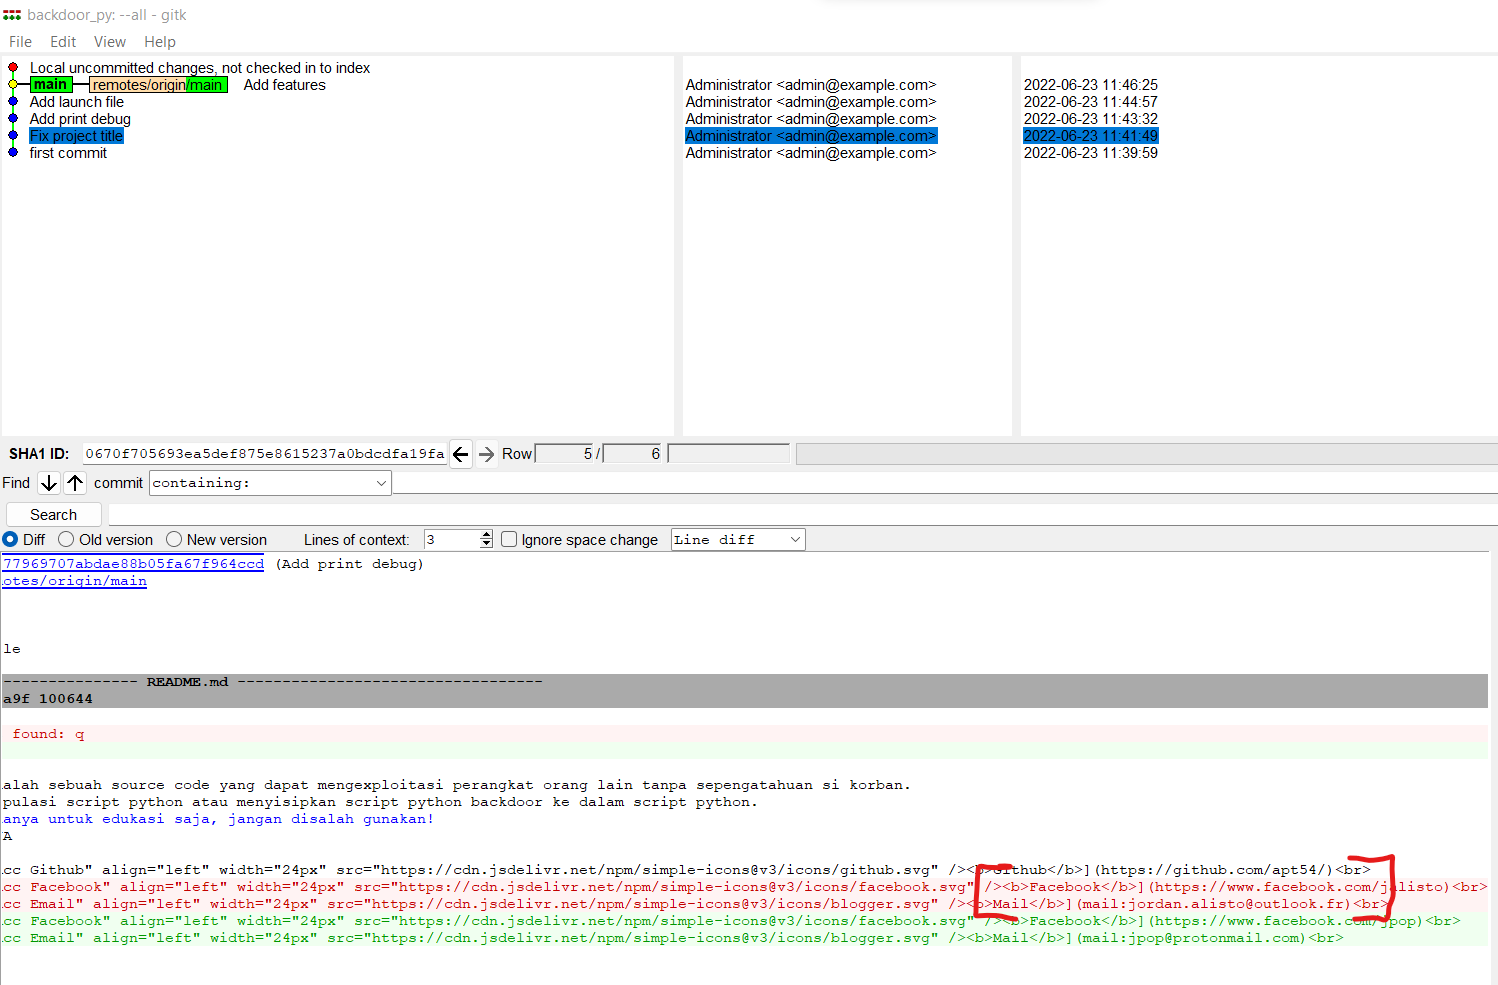 backdoor_py: --all - gitk
File Edit View Help
Local uncommitted changes, not checked in to index
main remotes/origin/main Add features Administrator <admin@example.com> 2022-06-23 11:46:25
Add launch file Administrator <admin@example.com> 2022-06-23 11:44:57
Add print debug Administrator <admin@example.com> 2022-06-23 11:43:32
Fix project title Administrator <admin@example.com> 2022-06-23 11:41:49
first commit Administrator <admin@example.com> 2022-06-23 11:39:59
SHA1 ID: 0670f705693ea5def875e8615237a0bdcdfa19fa Row 5 / 6
Find commit containing:
Search
Diff Old version New version Lines of context: 3 Ignore space change Line diff
77969707abdae88b05fa67f964ccd (Add print debug)
otes/origin/main
le
--------------- README.md ----------------------------------
a9f 100644
found: q
alah sebuah source code yang dapat mengexploitasi perangkat orang lain tanpa sepengatahuan si korban.
pulasi script python atau menyisipkan script python backdoor ke dalam script python.
anya untuk edukasi saja, jangan disalah gunakan!
A
cc Github" align="left" width="24px" src="https://cdn.jsdelivr.net/npm/simple-icons@v3/icons/github.svg" /><b>Github</b>](https://github.com/apt54/)<br>
cc Facebook" align="left" width="24px" src="https://cdn.jsdelivr.net/npm/simple-icons@v3/icons/facebook.svg" /><b>Facebook</b>](https://www.facebook.com/jalisto)<br>
cc Email" align="left" width="24px" src="https://cdn.jsdelivr.net/npm/simple-icons@v3/icons/blogger.svg" /><b>Mail</b>](mail:jordan.alisto@outlook.fr)<br>
cc Facebook" align="left" width="24px" src="https://cdn.jsdelivr.net/npm/simple-icons@v3/icons/facebook.svg" /><b>Facebook</b>](https://www.facebook.com/jpop)<br>
cc Email" align="left" width="24px" src="https://cdn.jsdelivr.net/npm/simple-icons@v3/icons/blogger.svg" /><b>Mail</b>](mail:jpop@protonmail.com)<br>